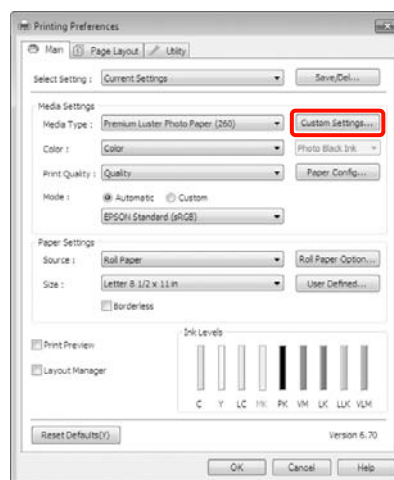 Printing Preferences
Main Page Layout Utility
Select Setting : Current Settings Save/Del...
Media Settings
Media Type : Premium Luster Photo Paper (260) Custom Settings...
Color : Color Photo Black Ink
Print Quality : Quality Paper Config...
Mode : Automatic Custom
EPSON Standard (sRGB)
Paper Settings
Source : Roll Paper Roll Paper Option...
Size : Letter 8 1/2 x 11 in User Defined...
Borderless
Ink Levels
Print Preview
Layout Manager
C Y LC MK PK VM LK LLK VLM
Reset Defaults(Y) Version 6.70
OK Cancel Help